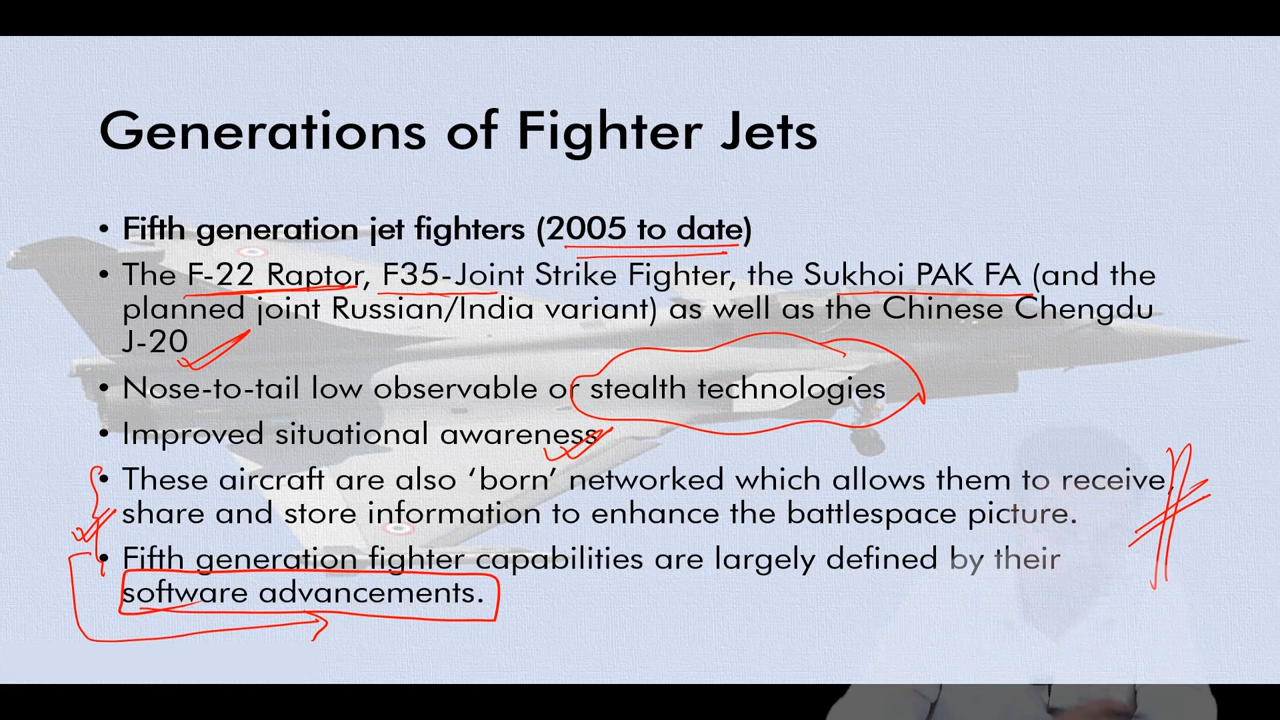 Generations of Fighter Jets
• Fifth generation jet fighters (2005 to date)
• The F-22 Raptor, F35-Joint Strike Fighter, the Sukhoi PAK FA (and the
planned joint Russian/India variant) as well as the Chinese Chengdu
J-20
• Nose-to-tail low observable or stealth technologies
• Improved situational awareness
• These aircraft are also ‘born’ networked which allows them to receive,
share and store information to enhance the battlespace picture.
• Fifth generation fighter capabilities are largely defined by their
software advancements.